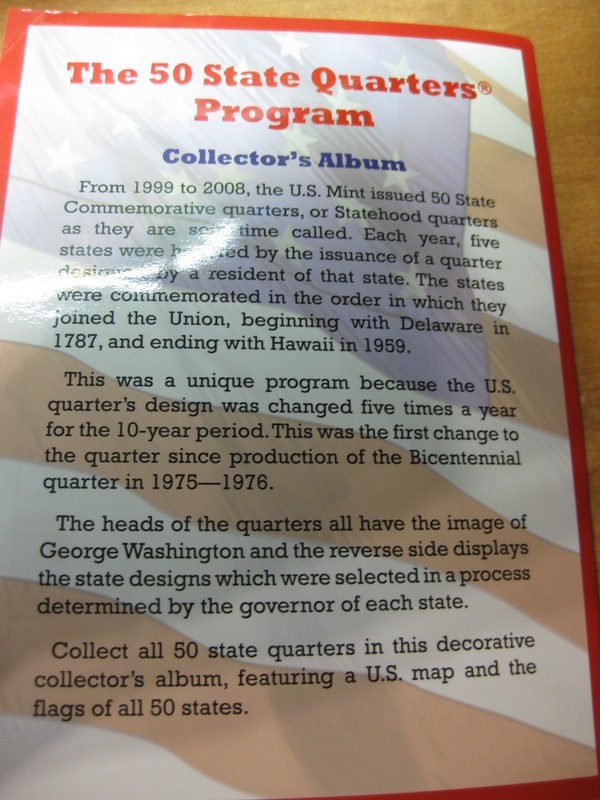 The 50 State Quarters®
Program
Collector's Album
From 1999 to 2008, the U.S. Mint issued 50 State
Commemorative quarters, or Statehood quarters
as they are time called. Each year, five
states were by the issuance of a quarter
by a resident of that state. The states
were commemorated in the order in which they
joined the Union, beginning with Delaware in
1787, and ending with Hawaii in 1959.
This was a unique program because the U.S.
quarter's design was changed five times a year
for the 10-year period. This was the first change to
the quarter since production of the Bicentennial
quarter in 1975—1976.
The heads of the quarters all have the image of
George Washington and the reverse side displays
the state designs which were selected in a process
determined by the governor of each state.
Collect all 50 state quarters in this decorative
collector's album, featuring a U.S. map and the
flags of all 50 states.